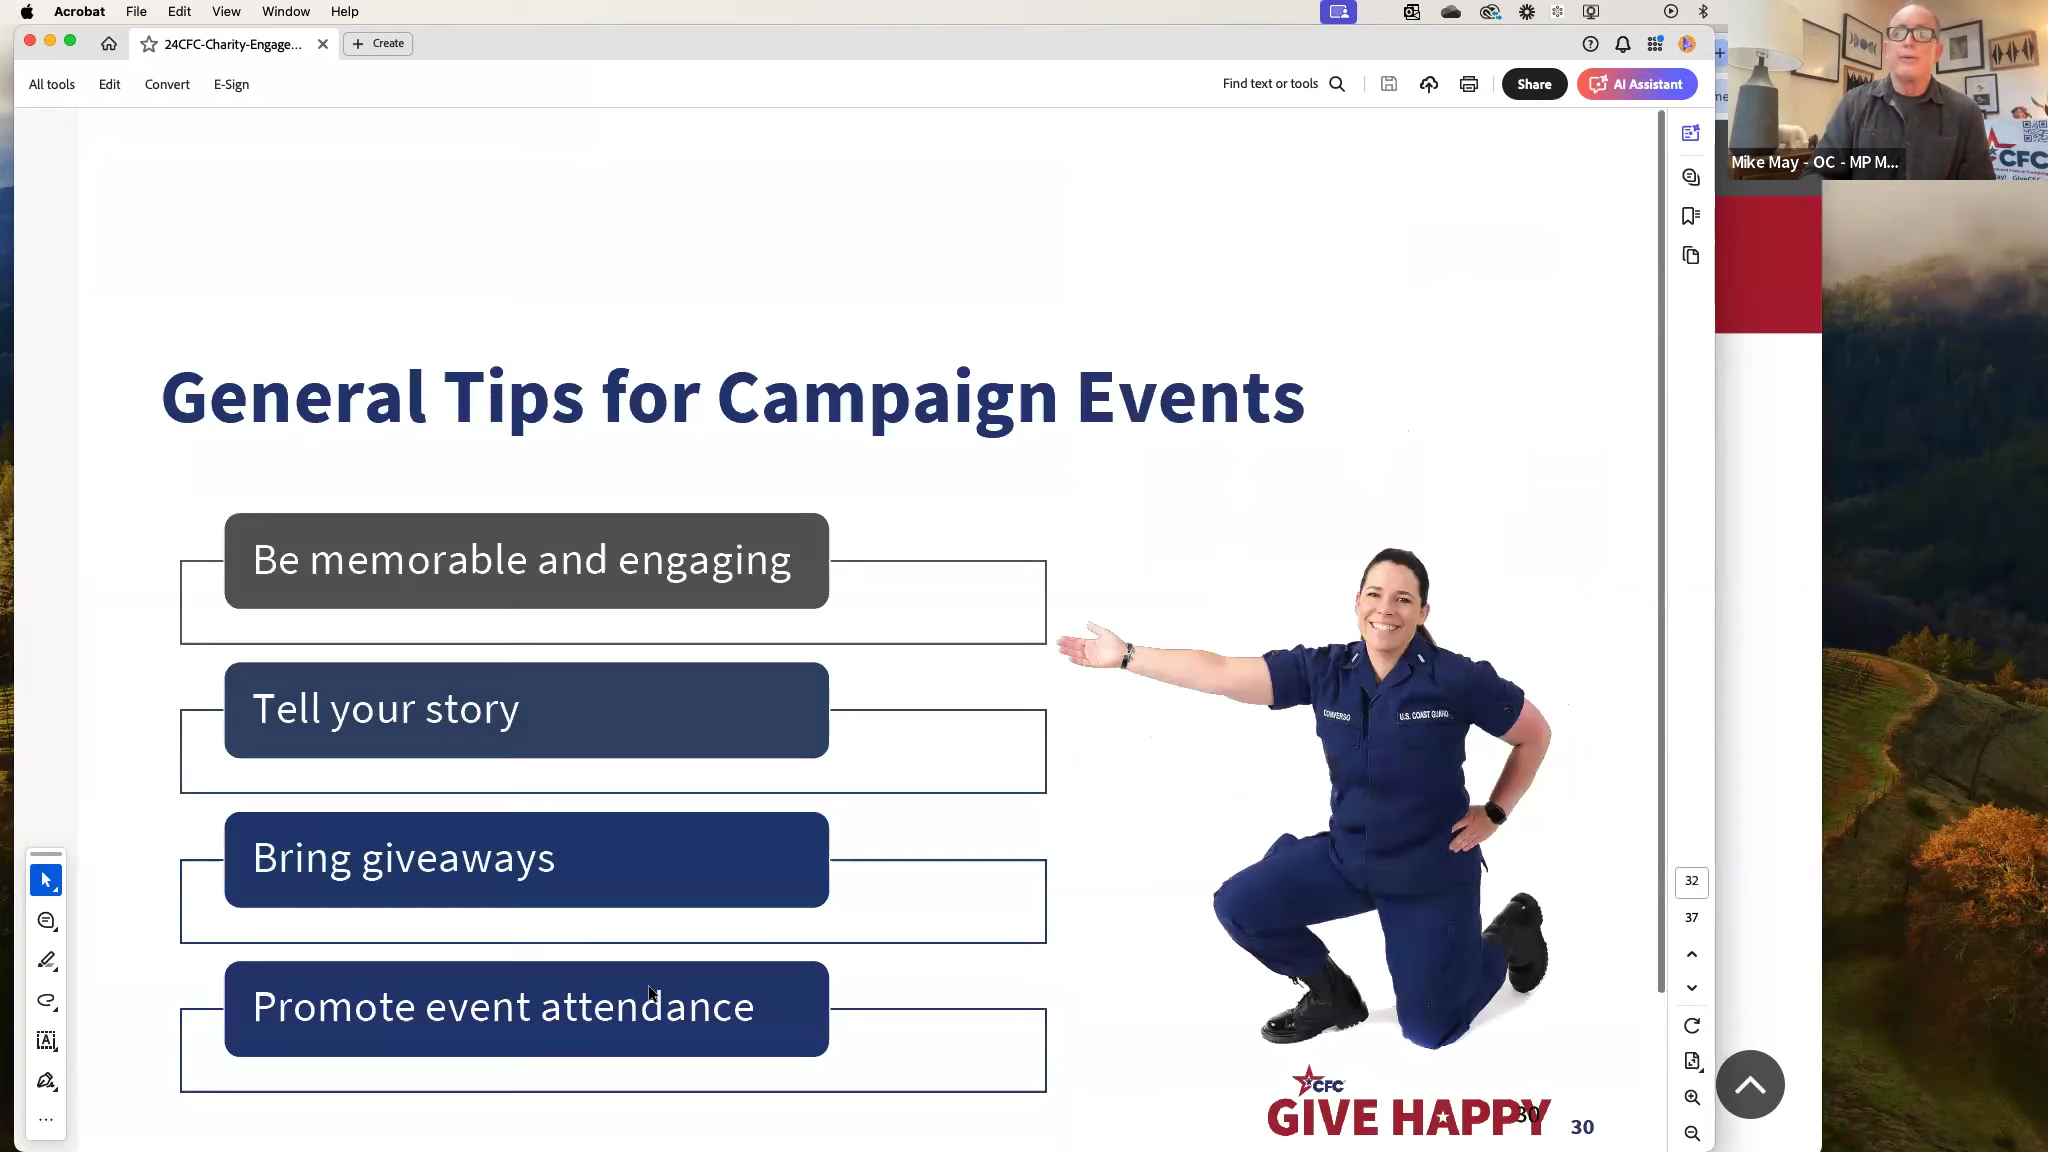 Acrobat File Edit View Window Help
24CFC-Charity-Engage...
Create
All tools Edit Convert E-Sign
Find text or tools
Share
AI Assistant
Mike May - OC - MP M...
CFC
General Tips for Campaign Events
Be memorable and engaging
Tell your story
Bring giveaways
Promote event attendance
CONVERSO
U.S. COAST GUARD
CFC
GIVE HAPPY
30
30
32
37